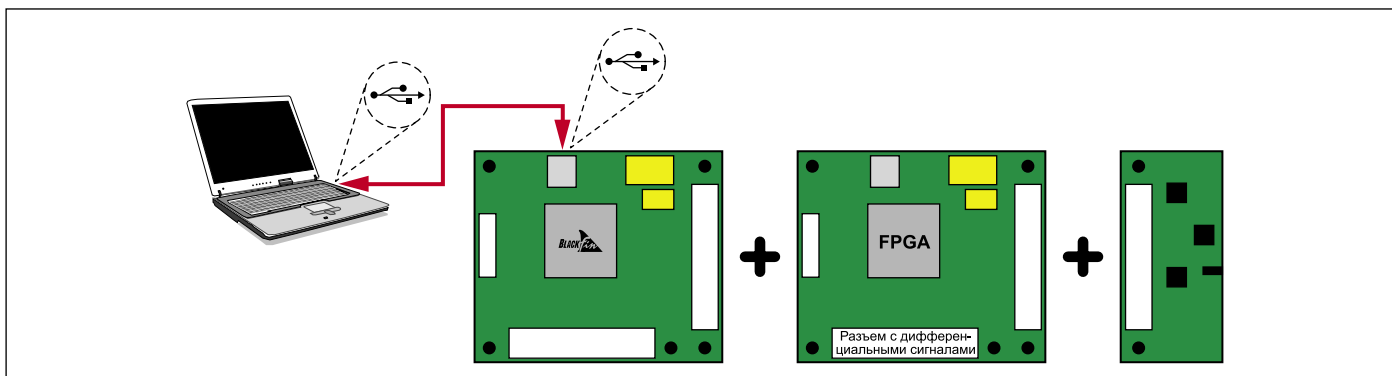 BLACKfin
FPGA
Разъем с дифферен-
циальными сигналами